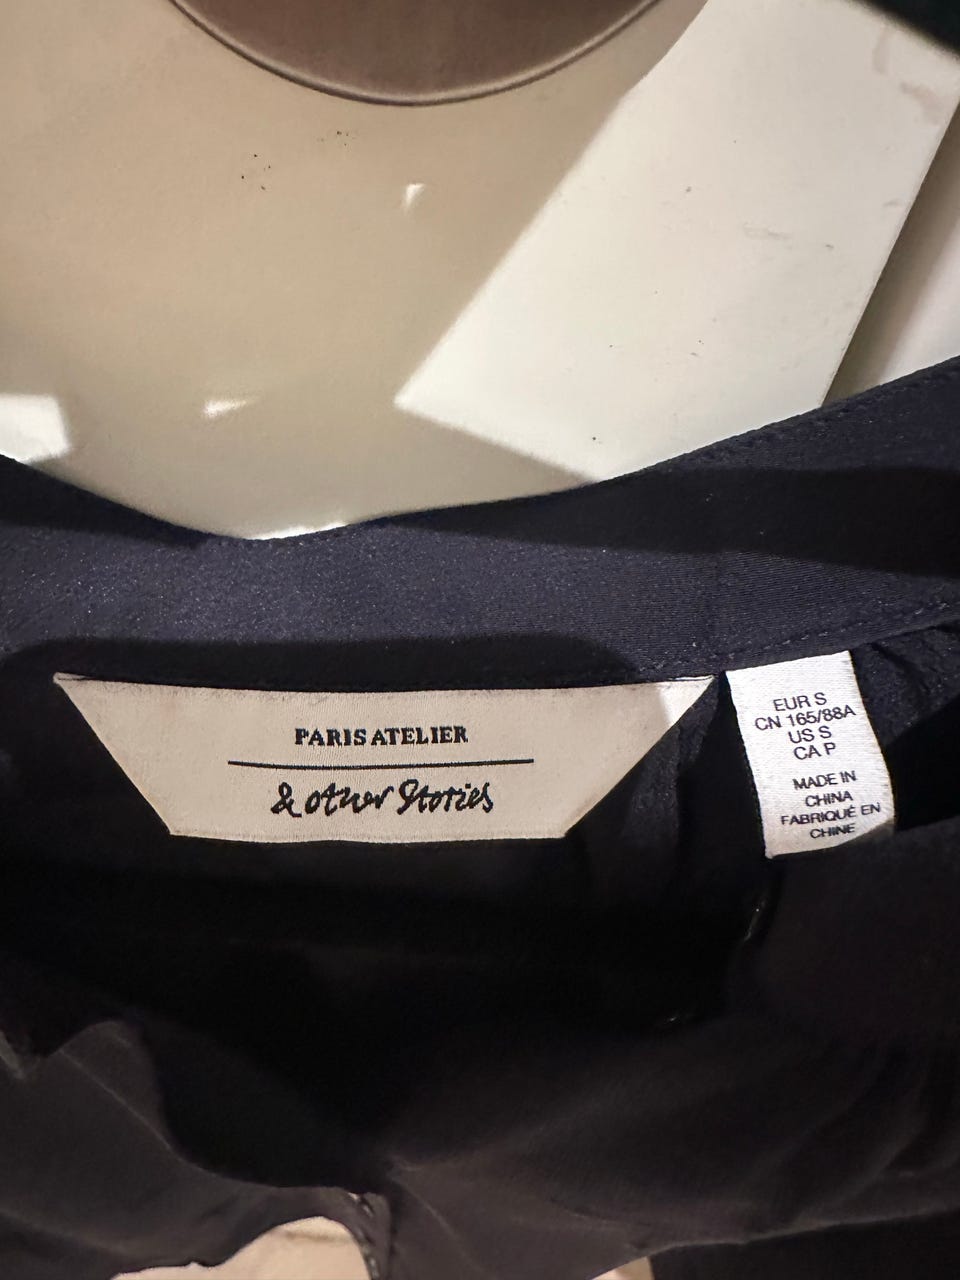 PARIS ATELIER
& other Stories
EUR S
CN 165/88A
US S
CA P
MADE IN
CHINA
FABRIQUÉ EN
CHINE